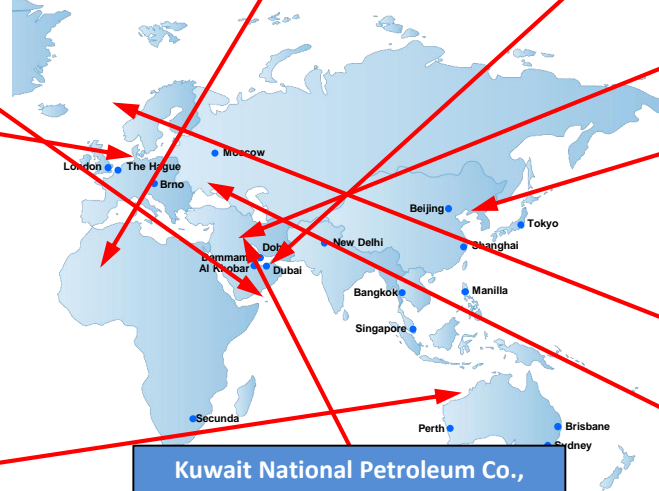 Moscow
London
The Hague
Brno
Beijing
Tokyo
Shanghai
New Delhi
Doha
Dammam
Al Khobar
Dubai
Bangkok
Manilla
Singapore
Secunda
Perth
Brisbane
Sydney
Kuwait National Petroleum Co.,